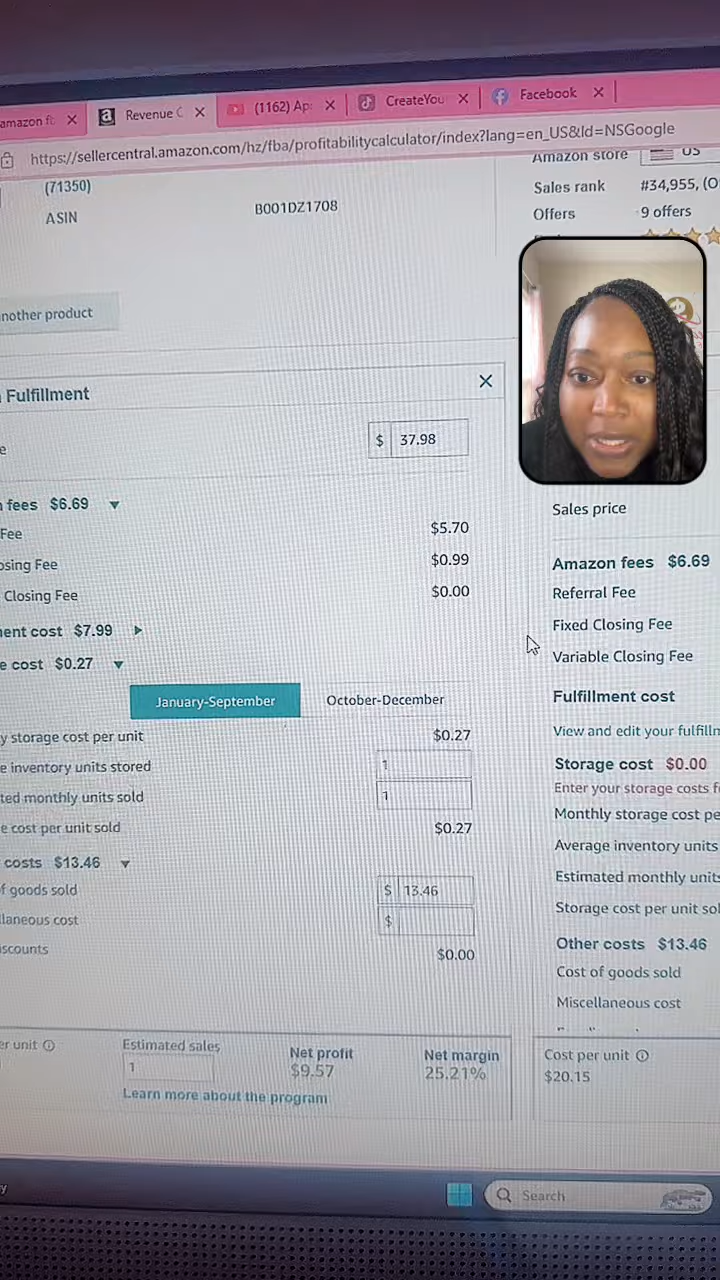 amazon fb
Revenue C
(1162) Ap
CreateYou
Facebook
https://sellercentral.amazon.com/hz/fba/profitabilitycalculator/index?lang=en_US&ld=NSGoogle
(71350)
ASIN
B001DZ1708
Amazon store
US
Sales rank
#34,955, (O
Offers
9 offers
nother product
Fulfillment
e
$ 37.98
fees $6.69
Fee
$5.70
osing Fee
$0.99
Closing Fee
$0.00
ent cost $7.99
e cost $0.27
January-September
October-December
y storage cost per unit
$0.27
e inventory units stored
1
ted monthly units sold
1
e cost per unit sold
$0.27
costs $13.46
f goods sold
$ 13.46
llaneous cost
$
scounts
$0.00
er unit
Estimated sales
1
Net profit
$9.57
Net margin
25.21%
Learn more about the program
Sales price
Amazon fees $6.69
Referral Fee
Fixed Closing Fee
Variable Closing Fee
Fulfillment cost
View and edit your fulfillm
Storage cost $0.00
Enter your storage costs f
Monthly storage cost pe
Average inventory units
Estimated monthly units
Storage cost per unit sol
Other costs $13.46
Cost of goods sold
Miscellaneous cost
Cost per unit
$20.15
y
Search